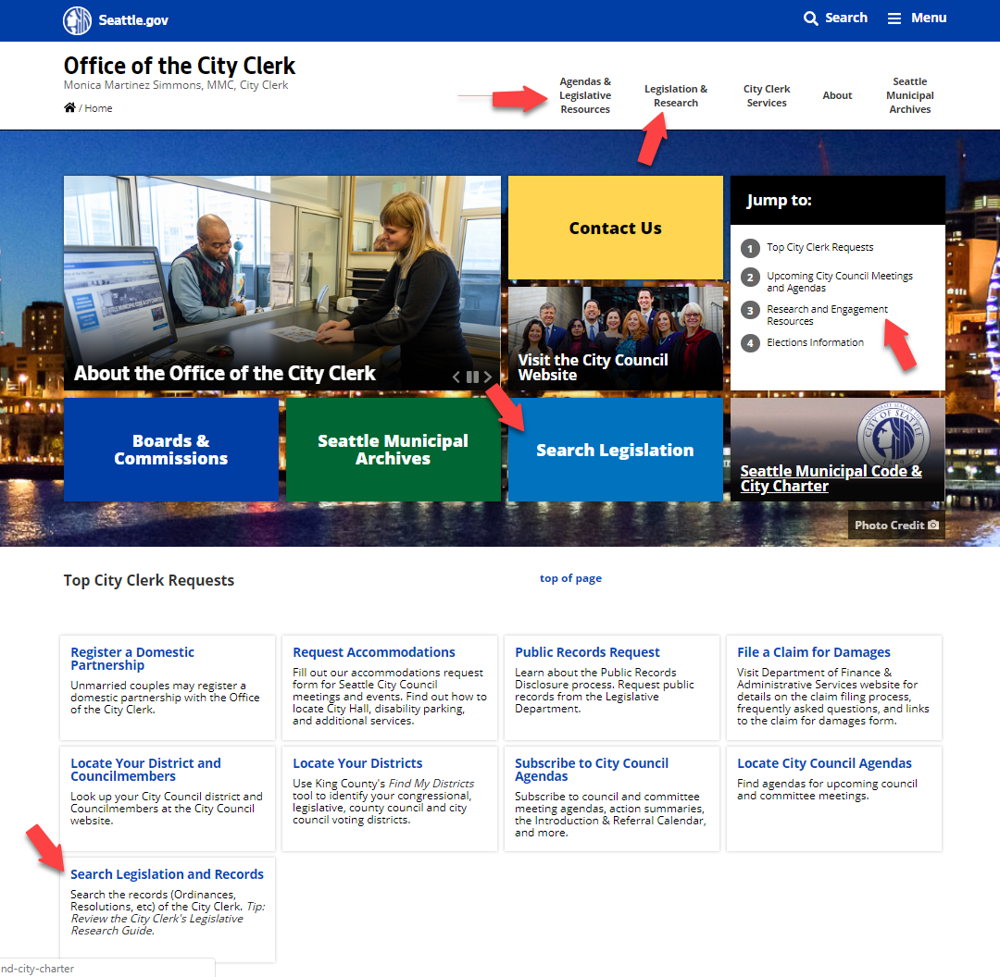 Seattle.gov
Search
Menu
Office of the City Clerk
Monica Martinez Simmons, MMC, City Clerk
/ Home
Agendas &
Legislative
Resources
Legislation &
Research
City Clerk
Services
About
Seattle
Municipal
Archives
About the Office of the City Clerk
Contact Us
Visit the City Council
Website
Jump to:
1 Top City Clerk Requests
2 Upcoming City Council Meetings
and Agendas
3 Research and Engagement
Resources
4 Elections Information
Boards &
Commissions
Seattle Municipal
Archives
Search Legislation
CITY OF SEATTLE
Seattle Municipal Code &
City Charter
Photo Credit
Top City Clerk Requests
top of page
Register a Domestic
Partnership
Unmarried couples may register a
domestic partnership with the Office
of the City Clerk.
Request Accommodations
Fill out our accommodations request
form for Seattle City Council
meetings and events. Find out how to
locate City Hall, disability parking,
and additional services.
Public Records Request
Learn about the Public Records
Disclosure process. Request public
records from the Legislative
Department.
File a Claim for Damages
Visit Department of Finance &
Administrative Services website for
details on the claim filing process,
frequently asked questions, and links
to the claim for damages form.
Locate Your District and
Councilmembers
Look up your City Council district and
Councilmembers at the City Council
website.
Locate Your Districts
Use King County's Find My Districts
tool to identify your congressional,
legislative, county council and city
council voting districts.
Subscribe to City Council
Agendas
Subscribe to council and committee
meeting agendas, action summaries,
the Introduction & Referral Calendar,
and more.
Locate City Council Agendas
Find agendas for upcoming council
and committee meetings.
Search Legislation and Records
Search the records (Ordinances,
Resolutions, etc) of the City Clerk. Tip:
Review the City Clerk's Legislative
Research Guide.
nd-city-charter